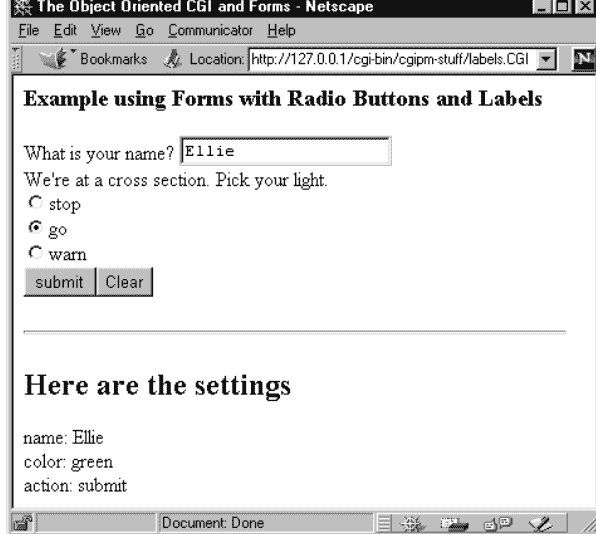 The Object Oriented CGI and Forms - Netscape
File Edit View Go Communicator Help
Bookmarks Location: http://127.0.0.1/cgi-bin/cgipm-stuff/labels.CGI
N
Example using Forms with Radio Buttons and Labels
What is your name? Ellie
We're at a cross section. Pick your light.
stop
go
warn
submit Clear
Here are the settings
name: Ellie
color: green
action: submit
Document: Done